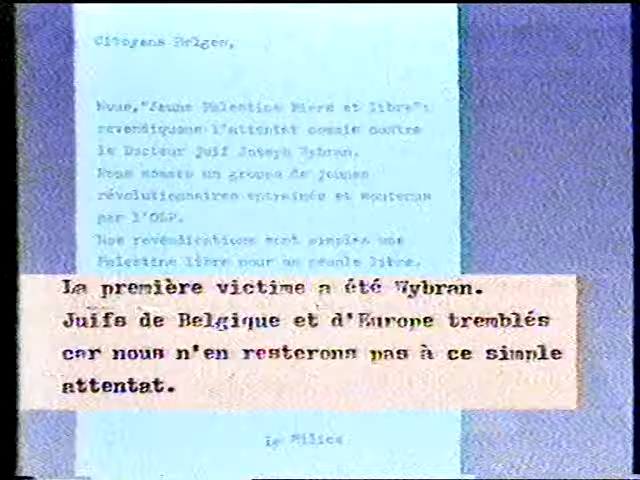 Citoyens Belges,
Nous,"Jeune Palestine Fière et libre":
revendiquons l'attentat commis contre
le Docteur juif Joseph Wybran.
Nous sommes un groupe de jeunes
révolutionnaires entrainés et soutenus
par l'OLP.
Nos revendications sont simples une
Palestine libre pour un peuple libre.
La première victime a été Wybran.
Juifs de Belgique et d'Europe tremblés
car nous n'en resterons pas à ce simple
attentat.
la Milice